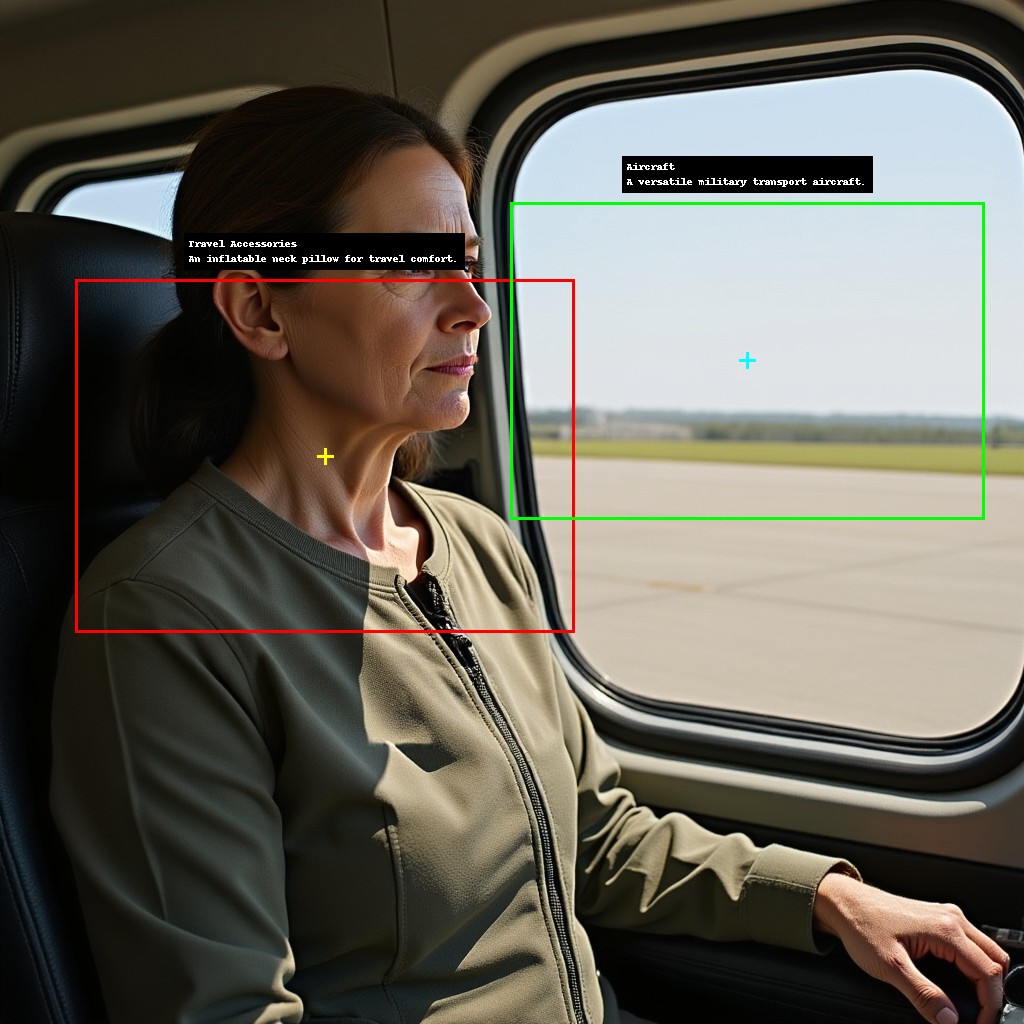 Aircraft
A versatile military transport aircraft.
Travel Accessories
An inflatable neck pillow for travel comfort.